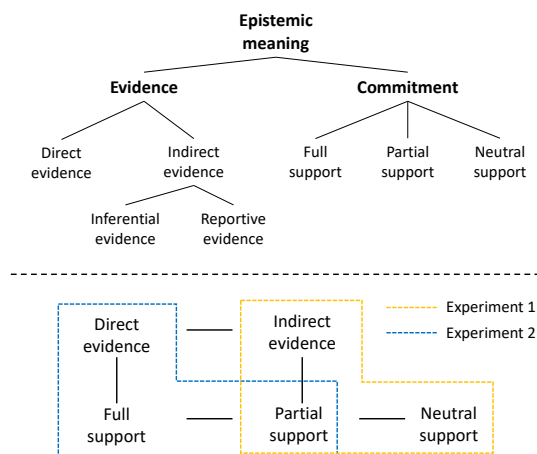 Epistemic
meaning
Evidence
Commitment
Direct
evidence
Indirect
evidence
Full
support
Partial
support
Neutral
support
Inferential
evidence
Reportive
evidence
Direct
evidence
Indirect
evidence
Experiment 1
Experiment 2
Full
support
Partial
support
Neutral
support